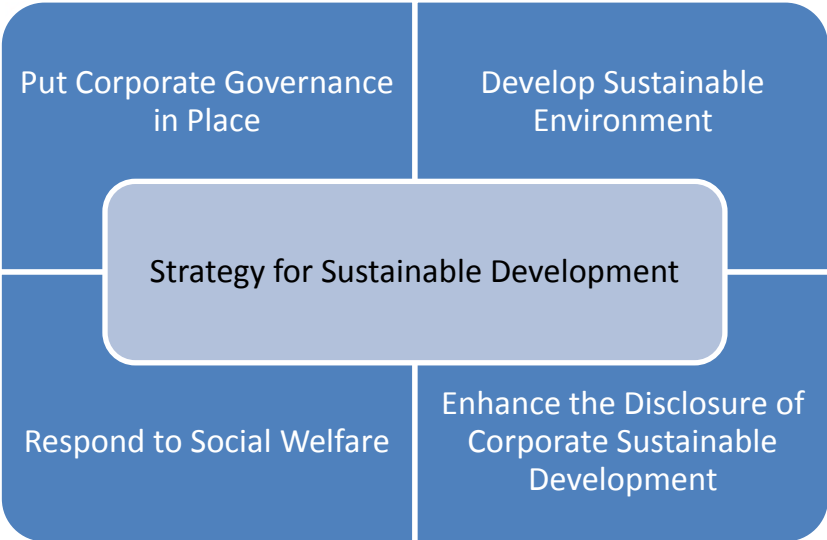 Put Corporate Governance
in Place
Develop Sustainable
Environment
Strategy for Sustainable Development
Respond to Social Welfare
Enhance the Disclosure of
Corporate Sustainable
Development